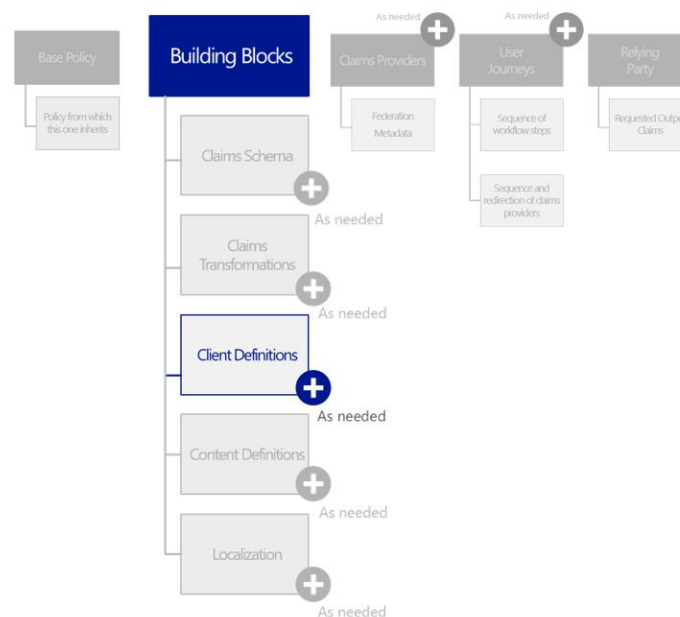 As needed
As needed
Base Policy
Building Blocks
Claims Providers
User
Journeys
Relying
Party
Policy from which
this one inherits
Federation
Metadata
Sequence of
workflow steps
Requested Output
Claims
Claims Schema
As needed
Sequence and
redirection of claims
providers
Claims
Transformations
As needed
Client Definitions
As needed
Content Definitions
As needed
Localization
As needed